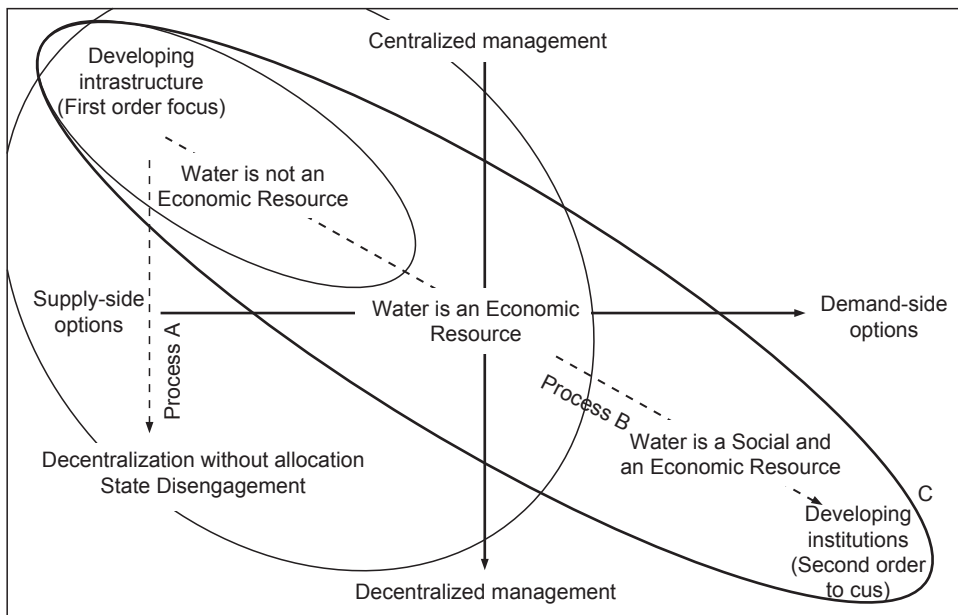 Centralized management
Developing
intrastructure
(First order focus)
Water is not an
Economic Resource
Supply-side
options
Water is an Economic
Resource
Demand-side
options
Process A
Process B
Decentralization without allocation
State Disengagement
Water is a Social and
an Economic Resource
C
Developing
institutions
(Second order
to cus)
Decentralized management